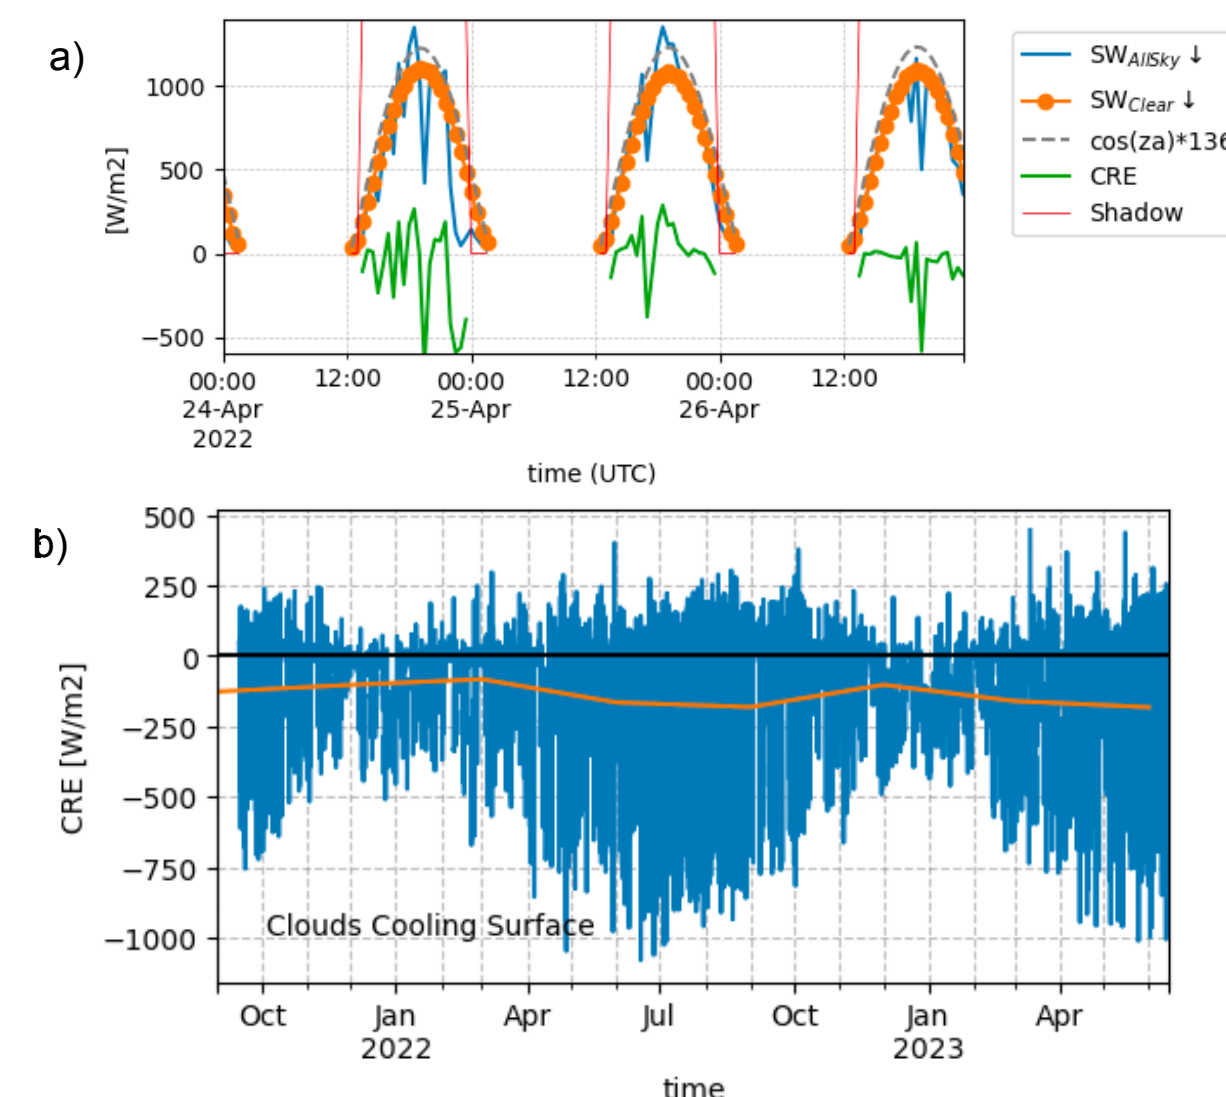 a)
[W/m2]
1000
500
0
−500
00:00 12:00 00:00 12:00 00:00 12:00
24-Apr 25-Apr 26-Apr
2022
time (UTC)
SW_AllSky ↓
SW_Clear ↓
cos(za)*136
CRE
Shadow
b)
CRE [W/m2]
500
250
0
−250
−500
−750
−1000
Clouds Cooling Surface
Oct Jan Apr Jul Oct Jan Apr
2022 2023
time